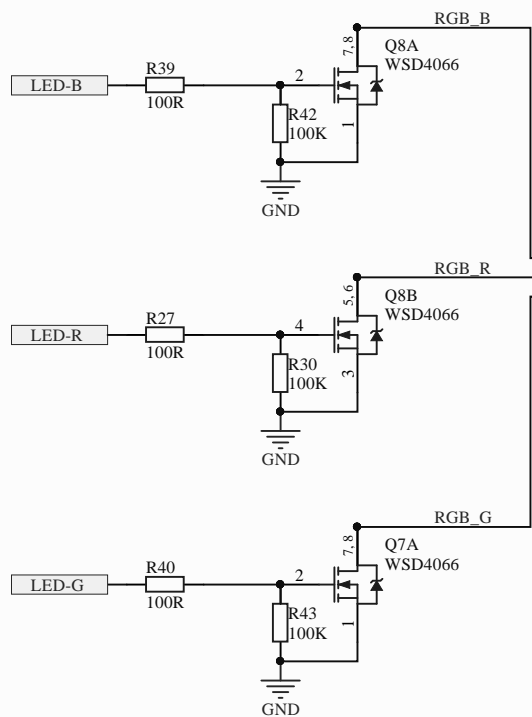 RGB_B
7, 8
Q8A
WSD4066
R39
LED-B
100R
2
R42
100K
1
GND
RGB_R
5, 6
Q8B
WSD4066
R27
LED-R
100R
4
R30
100K
3
GND
RGB_G
7, 8
Q7A
WSD4066
R40
LED-G
100R
2
R43
100K
1
GND